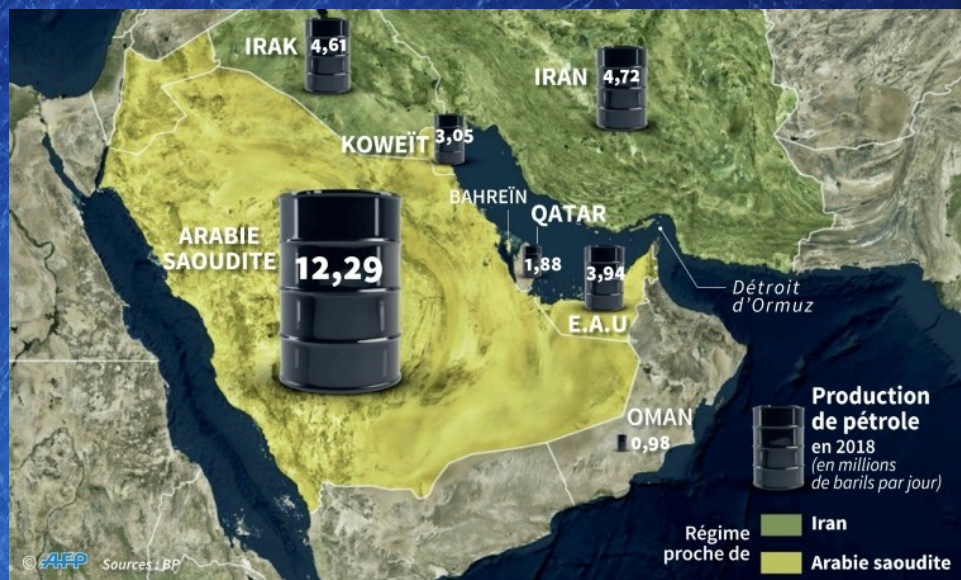 IRAK
4,61
IRAN
4,72
KOWEÏT
3,05
BAHREÏN
QATAR
1,88
ARABIE
SAOUDITE
12,29
3,94
E.A.U
Détroit
d'Ormuz
OMAN
0,98
Production
de pétrole
en 2018
(en millions
de barils par jour)
Régime
proche de
Iran
Arabie saoudite
© AFP Sources : BP